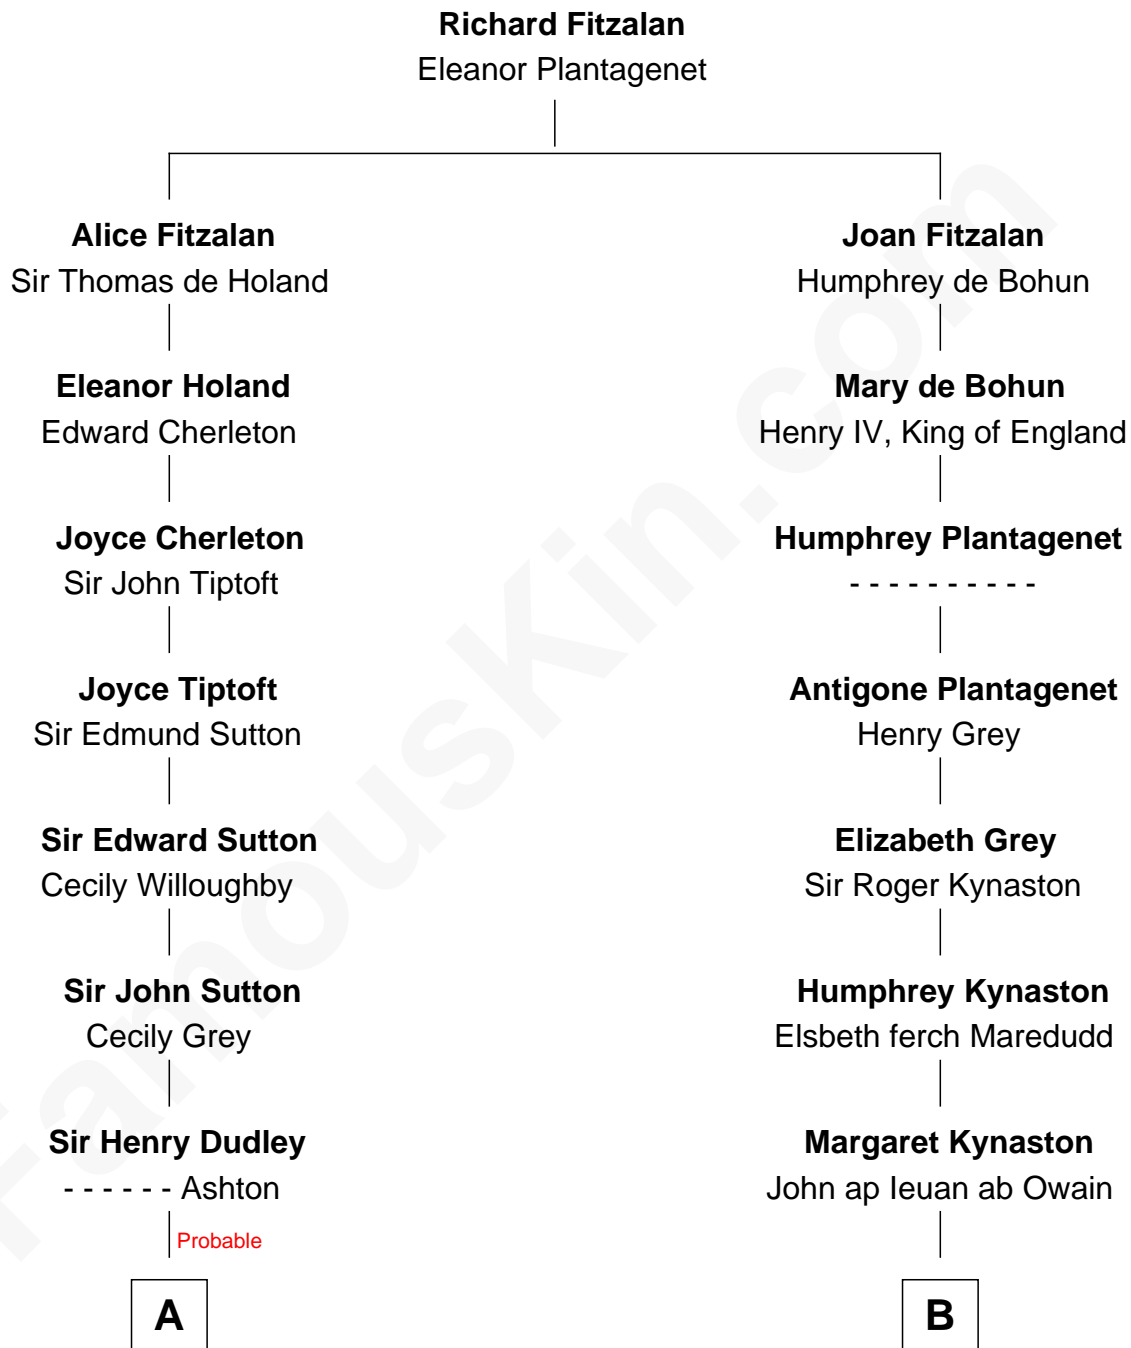 Richard Fitzalan
Eleanor Plantagenet
Alice Fitzalan
Sir Thomas de Holand
Joan Fitzalan
Humphrey de Bohun
Eleanor Holand
Edward Cherleton
Mary de Bohun
Henry IV, King of England
Joyce Cherleton
Sir John Tiptoft
Humphrey Plantagenet
- - - - - - - - - -
Joyce Tiptoft
Sir Edmund Sutton
Antigone Plantagenet
Henry Grey
Sir Edward Sutton
Cecily Willoughby
Elizabeth Grey
Sir Roger Kynaston
Sir John Sutton
Cecily Grey
Humphrey Kynaston
Elsbeth ferch Maredudd
Sir Henry Dudley
- - - - - - Ashton
Margaret Kynaston
John ap Ieuan ab Owain
Probable
A
B
FamousKin.com